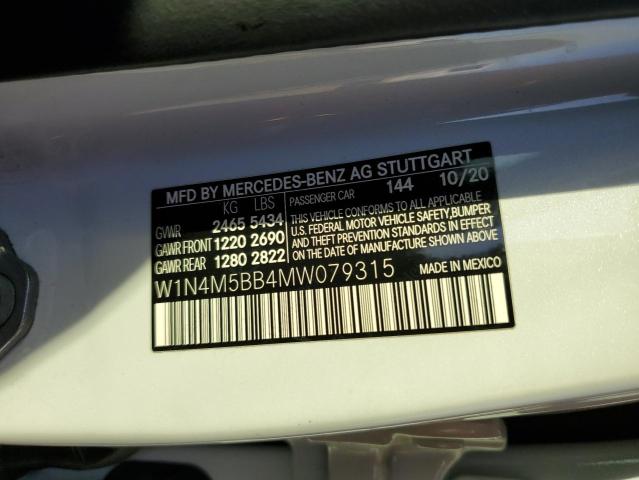 MFD BY MERCEDES-BENZ AG STUTTGART
KG LBS PASSENGER CAR 144 10/20
GVWR 2465 5434 THIS VEHICLE CONFORMS TO ALL APPLICABLE
GAWR FRONT 1220 2690 U.S. FEDERAL MOTOR VEHICLE SAFETY, BUMPER
GAWR REAR 1280 2822 AND THEFT PREVENTION STANDARDS IN EFFECT
ON THE DATE OF MANUFACTURE SHOWN ABOVE.
W1N4M5BB4MW079315 MADE IN MEXICO